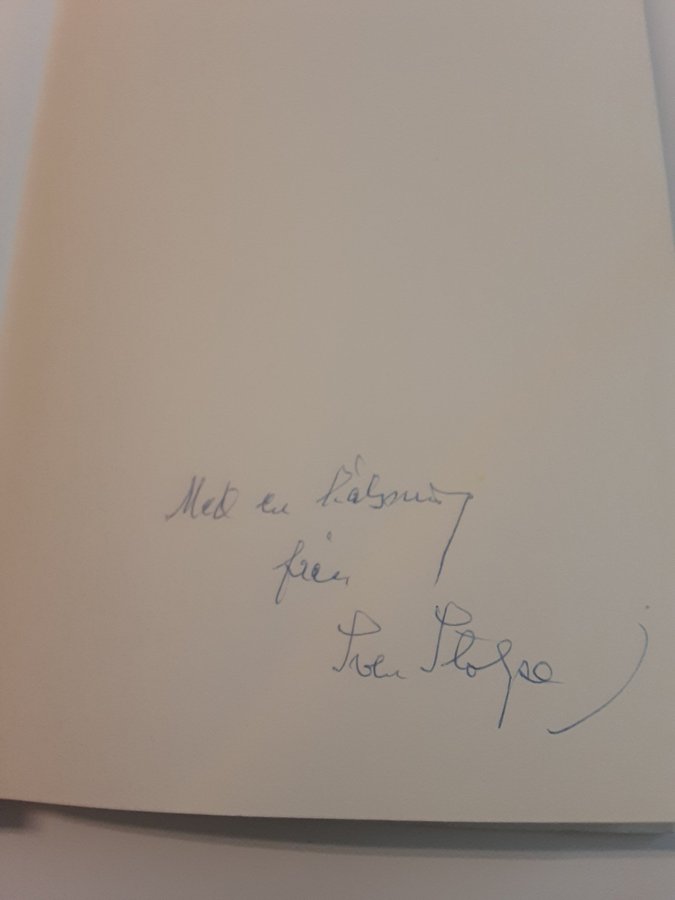 Med en hälsning
från
Sven Stolpe